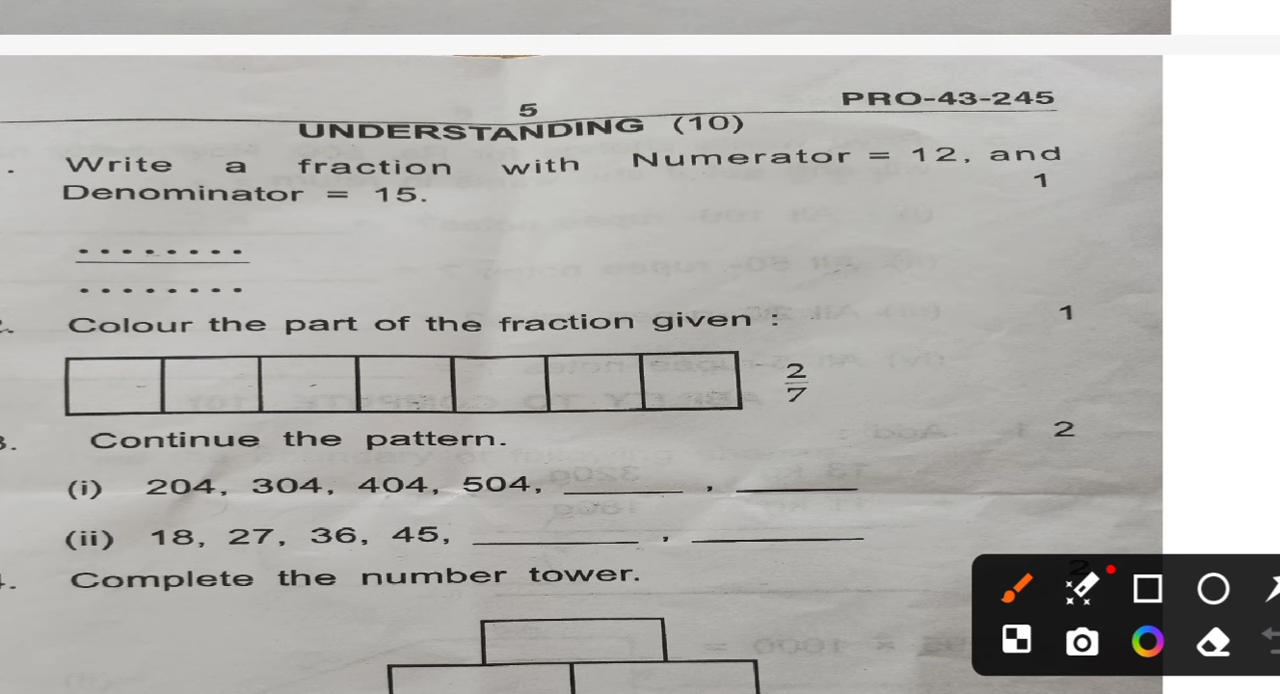 5
PRO-43-245
UNDERSTANDING (10)
Write a fraction with Numerator = 12, and
Denominator = 15.
1
........
........
Colour the part of the fraction given :
1
2
7
3. Continue the pattern.
2
(i) 204, 304, 404, 504, ______ , ______
(ii) 18, 27, 36, 45, ______ , ______
Complete the number tower.
2